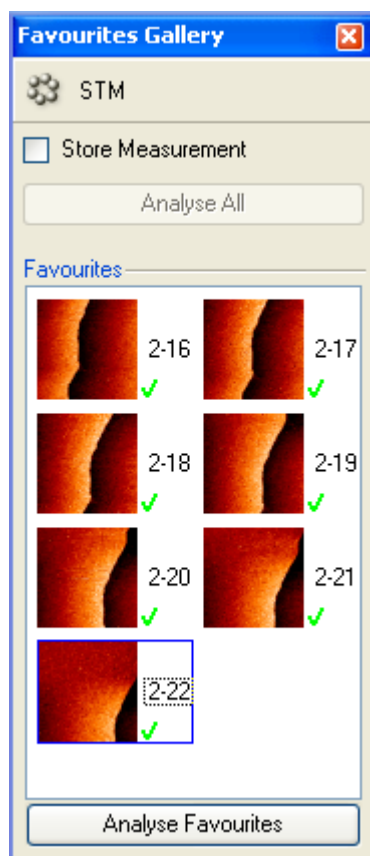 Favourites Gallery
STM
Store Measurement
Analyse All
Favourites
2-16 2-17
2-18 2-19
2-20 2-21
2-22
Analyse Favourites